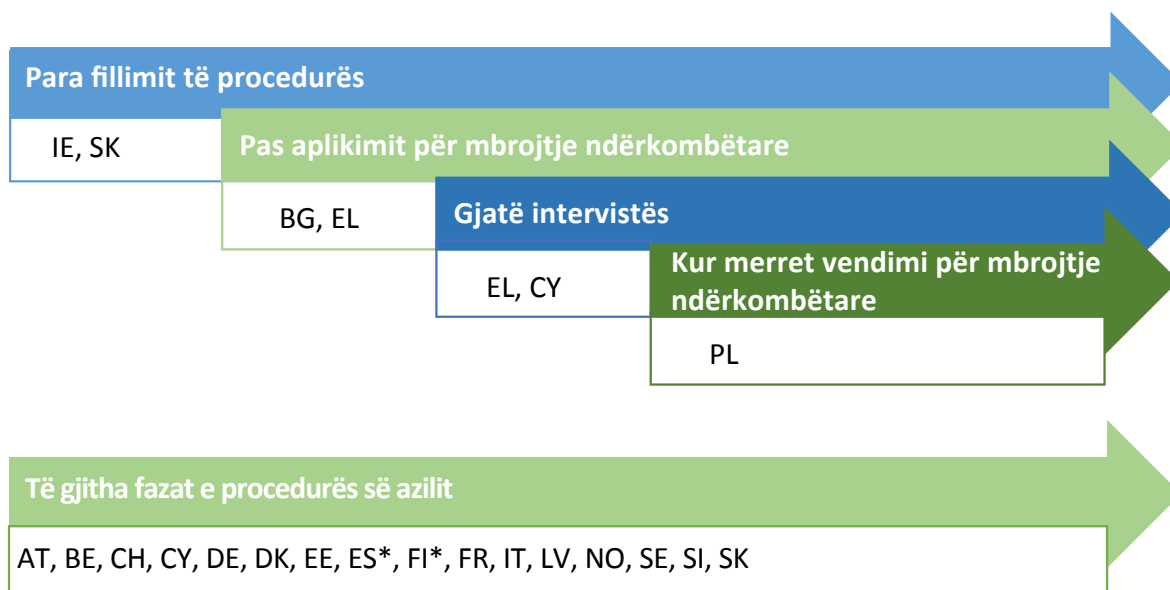 Para fillimit të procedurës
IE, SK
Pas aplikimit për mbrojtje ndërkombëtare
BG, EL
Gjatë intervistës
EL, CY
Kur merret vendimi për mbrojtje
ndërkombëtare
PL
Të gjitha fazat e procedurës së azilit
AT, BE, CH, CY, DE, DK, EE, ES*, FI*, FR, IT, LV, NO, SE, SI, SK